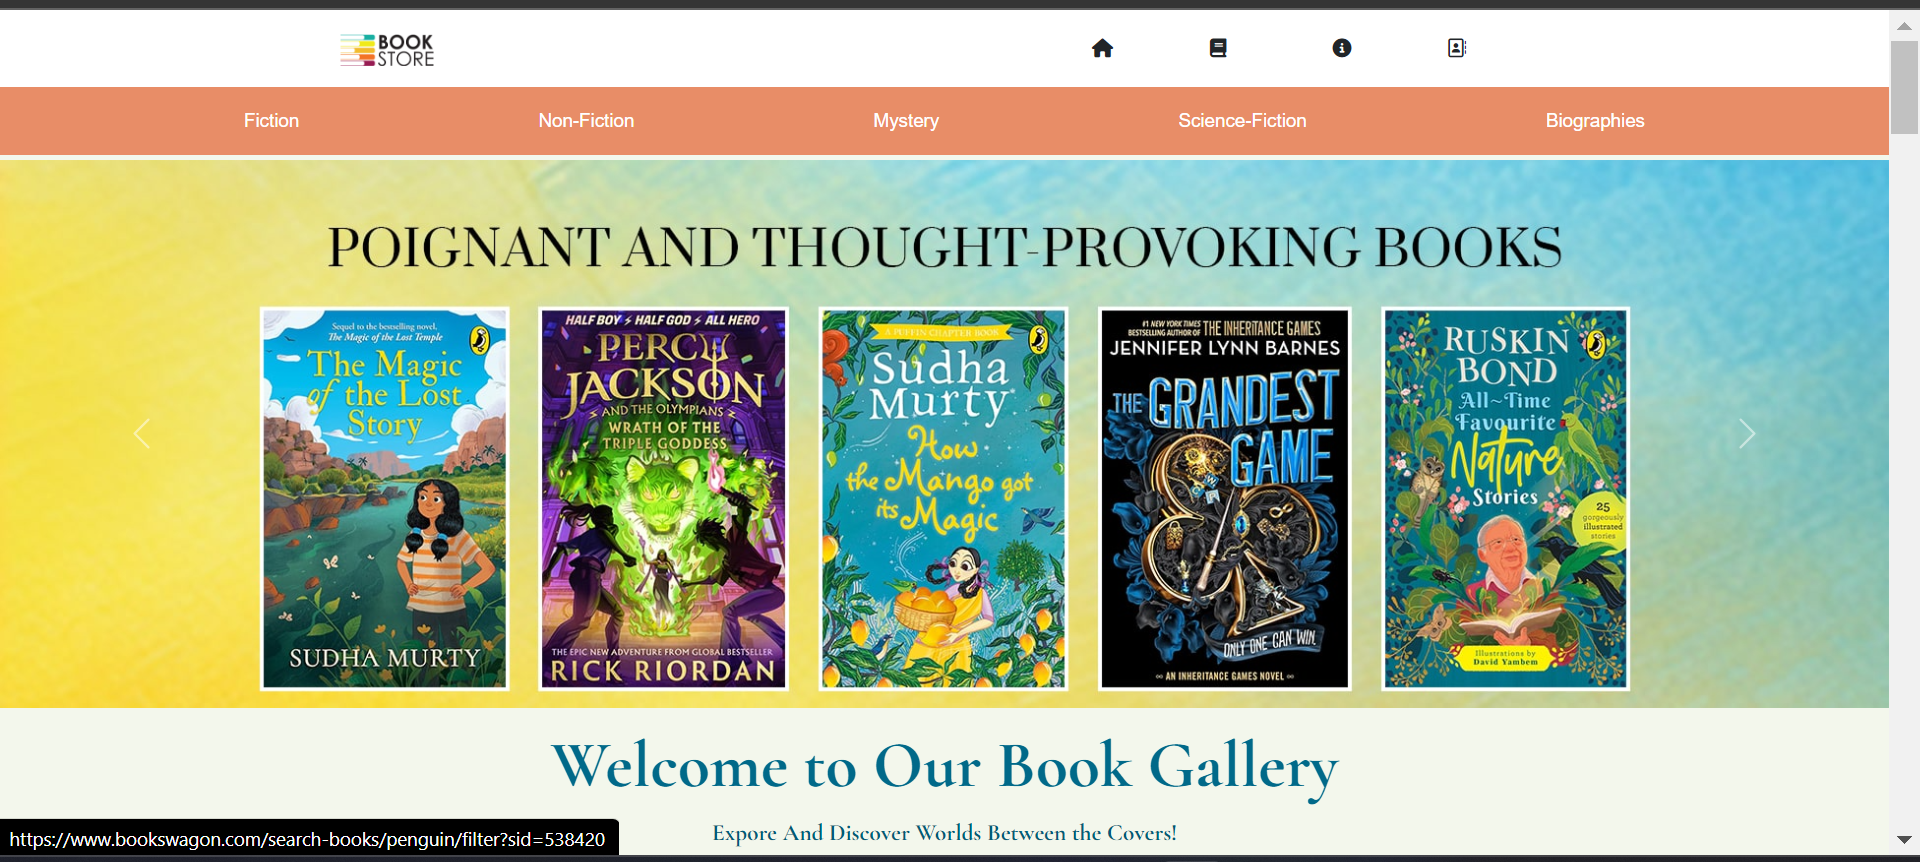 BOOK
STORE
Fiction
Non-Fiction
Mystery
Science-Fiction
Biographies
POIGNANT AND THOUGHT-PROVOKING BOOKS
Sequel to the bestselling novel,
The Magic of the Lost Temple
The Magic
of the Lost
Story
SUDHA MURTY
HALF BOY HALF GOD ALL HERO
PERCY
JACKSON
AND THE OLYMPIANS
WRATH OF THE
TRIPLE GODDESS
THE EPIC NEW ADVENTURE FROM GLOBAL BESTSELLER
RICK RIORDAN
A PUFFIN CHAPTER BOOK
Sudha
Murty
How
the Mango got
its Magic
#1 NEW YORK TIMES
BESTSELLING AUTHOR OF THE INHERITANCE GAMES
JENNIFER LYNN BARNES
THE GRANDEST
GAME
ONLY ONE CAN WIN.
AN INHERITANCE GAMES NOVEL
RUSKIN
BOND
All~Time
Favourite
Nature
Stories
25
gorgeously
illustrated
stories
Illustrations by
David Yambem
Welcome to Our Book Gallery
Expore And Discover Worlds Between the Covers!
https://www.bookswagon.com/search-books/penguin/filter?sid=538420